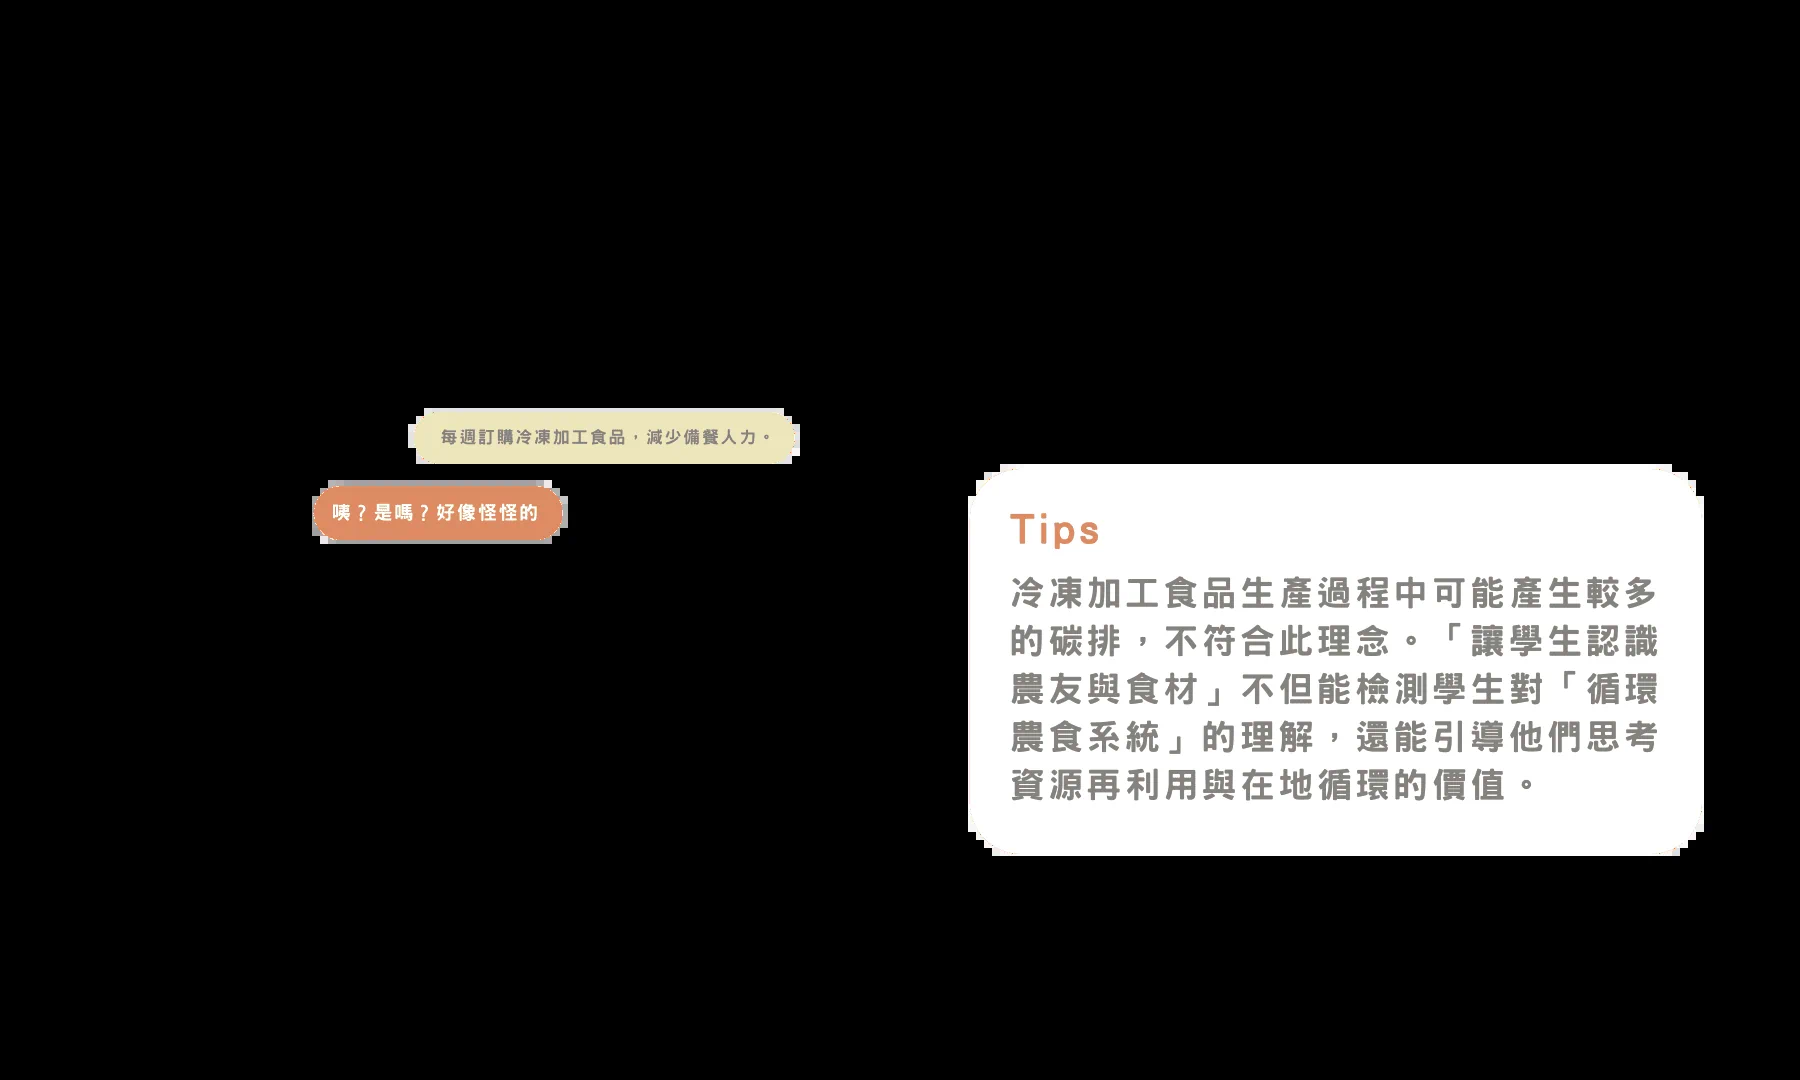 每週訂購冷凍加工食品，減少備餐人力。
咦？是嗎？好像怪怪的
Tips
冷凍加工食品生產過程中可能產生較多
的碳排，不符合此理念。「讓學生認識
農友與食材」不但能檢測學生對「循環
農食系統」的理解，還能引導他們思考
資源再利用與在地循環的價值。